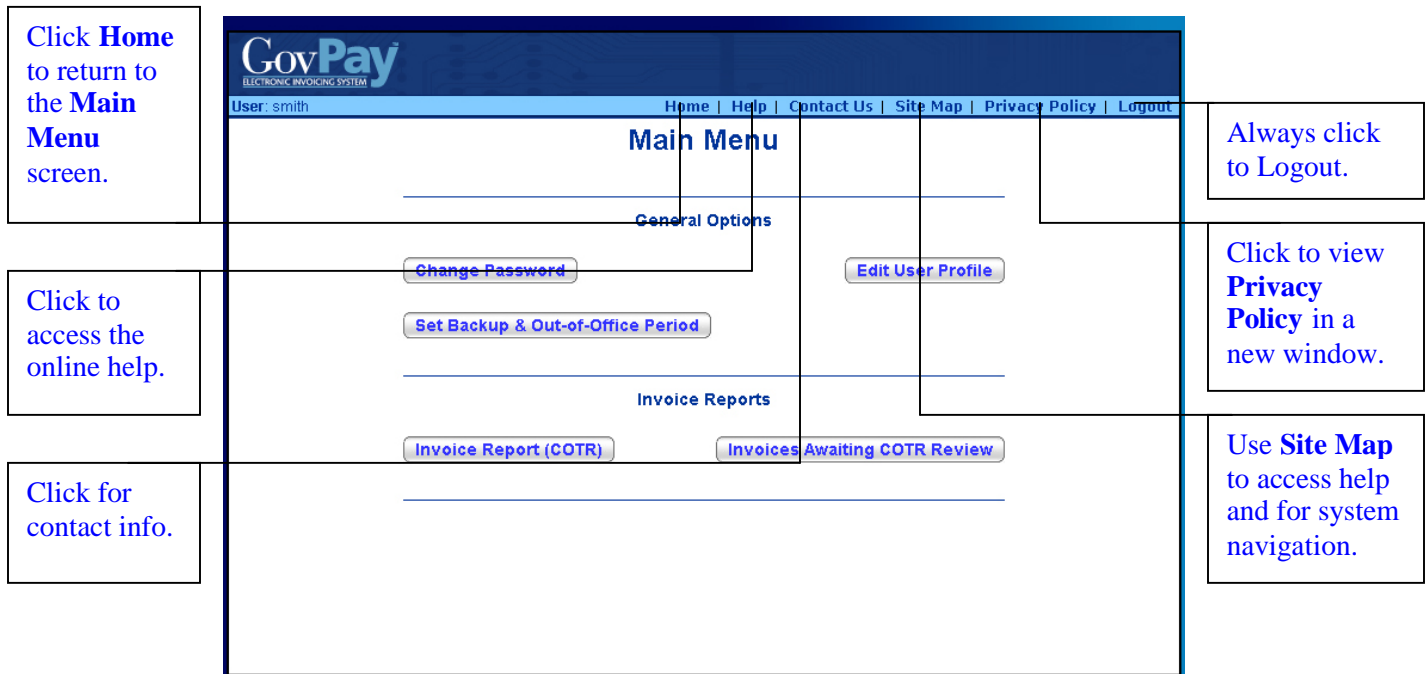 Click Home
to return to
the Main
Menu
screen.
Click to
access the
online help.
Click for
contact info.
GovPay
ELECTRONIC INVOICING SYSTEM
User: smith
Home | Help | Contact Us | Site Map | Privacy Policy | Logout
Main Menu
General Options
Change Password
Edit User Profile
Set Backup & Out-of-Office Period
Invoice Reports
Invoice Report (COTR)
Invoices Awaiting COTR Review
Always click
to Logout.
Click to view
Privacy
Policy in a
new window.
Use Site Map
to access help
and for system
navigation.